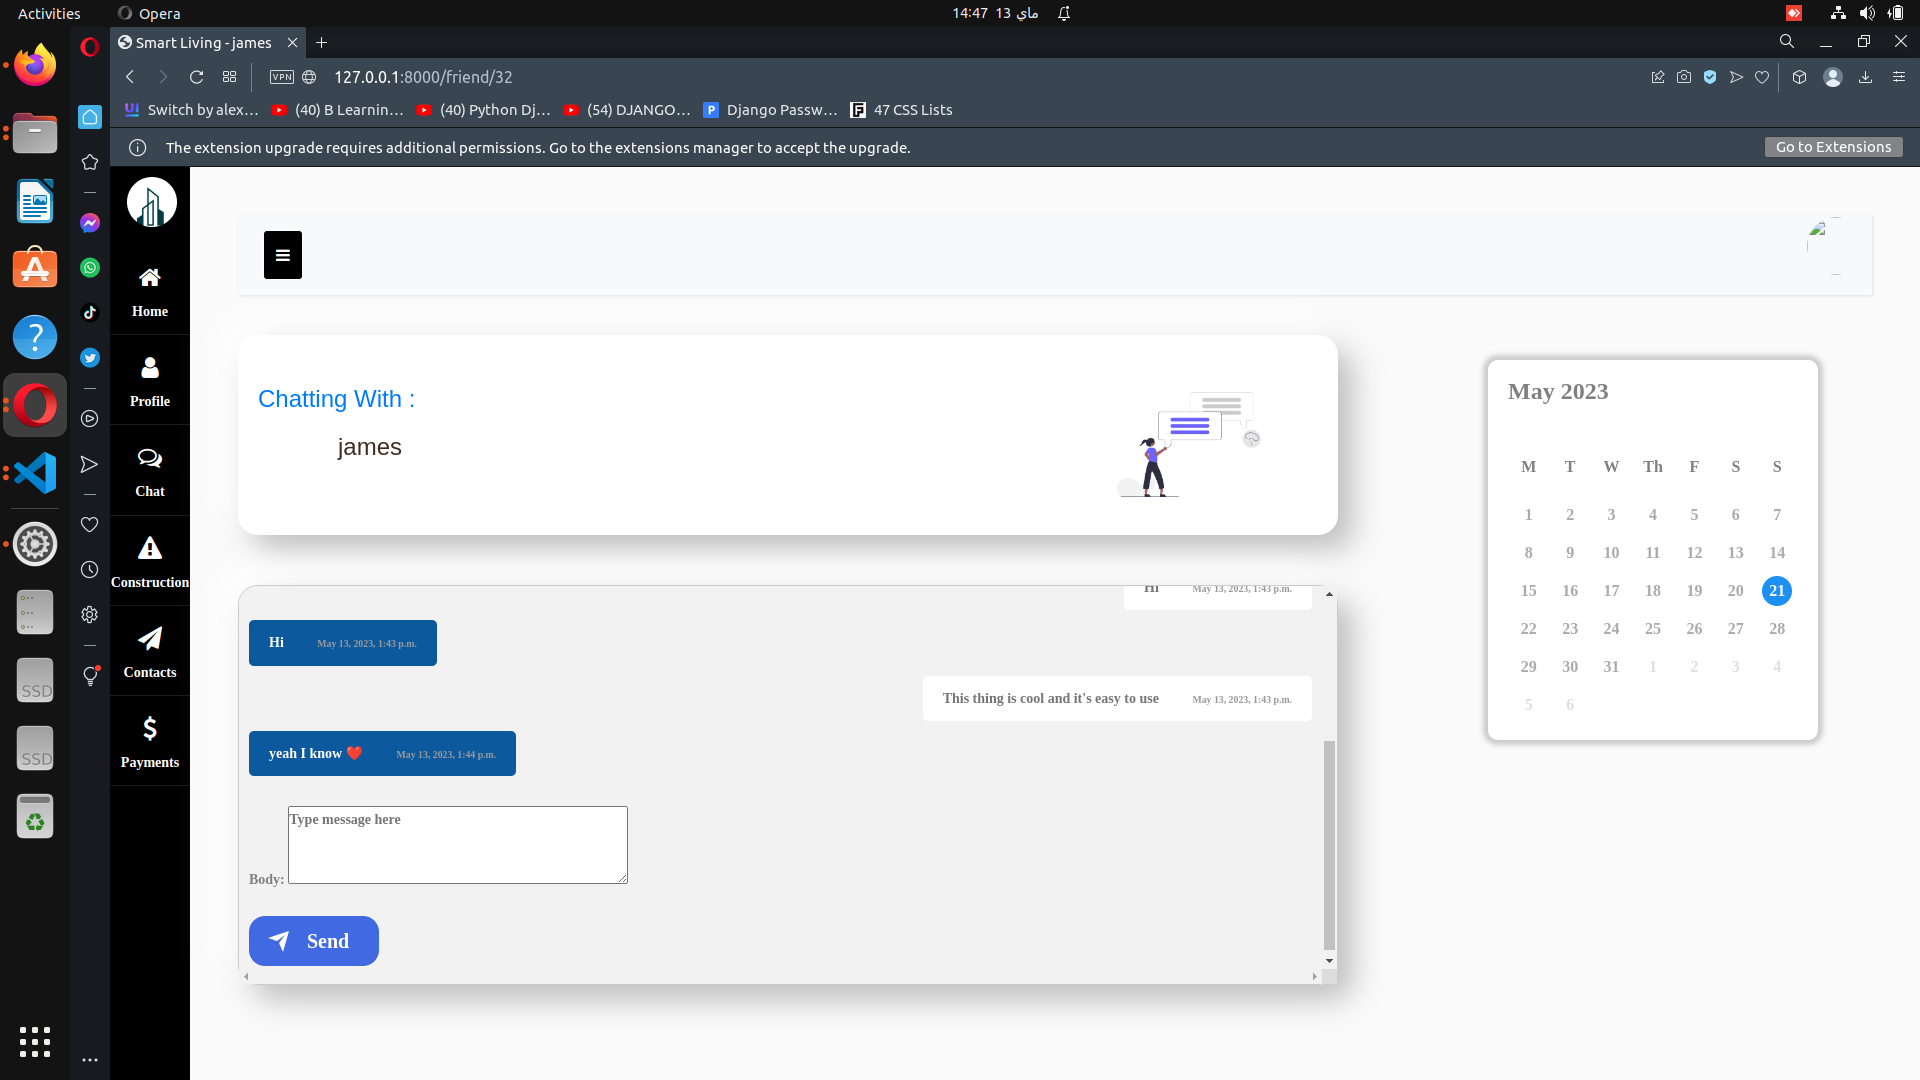 Activities
Opera
14:47 13 ماي
Smart Living - james
VPN
127.0.0.1:8000/friend/32
Switch by alex…
(40) B Learnin…
(40) Python Dj…
(54) DJANGO…
Django Passw…
47 CSS Lists
The extension upgrade requires additional permissions. Go to the extensions manager to accept the upgrade.
Go to Extensions
Home
Profile
Chat
Construction
Contacts
Payments
Chatting With :
james
Hi May 13, 2023, 1:43 p.m.
Hi May 13, 2023, 1:43 p.m.
This thing is cool and it's easy to use May 13, 2023, 1:43 p.m.
yeah I know ❤️ May 13, 2023, 1:44 p.m.
Type message here
Body:
Send
May 2023
M T W Th F S S
1 2 3 4 5 6 7
8 9 10 11 12 13 14
15 16 17 18 19 20 21
22 23 24 25 26 27 28
29 30 31 1 2 3 4
5 6
SSD
SSD